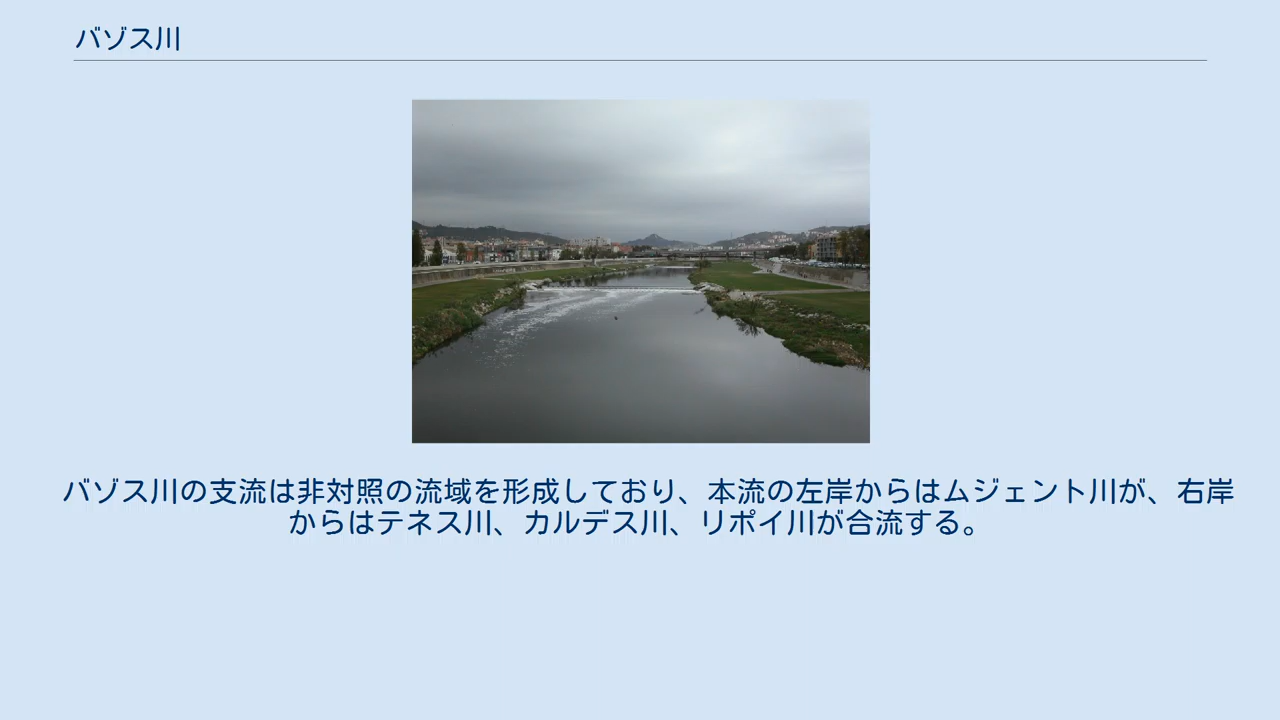 バゾス川
バゾス川の支流は非対照の流域を形成しており、本流の左岸からはムジェント川が、右岸
からはテネス川、カルデス川、リポイ川が合流する。